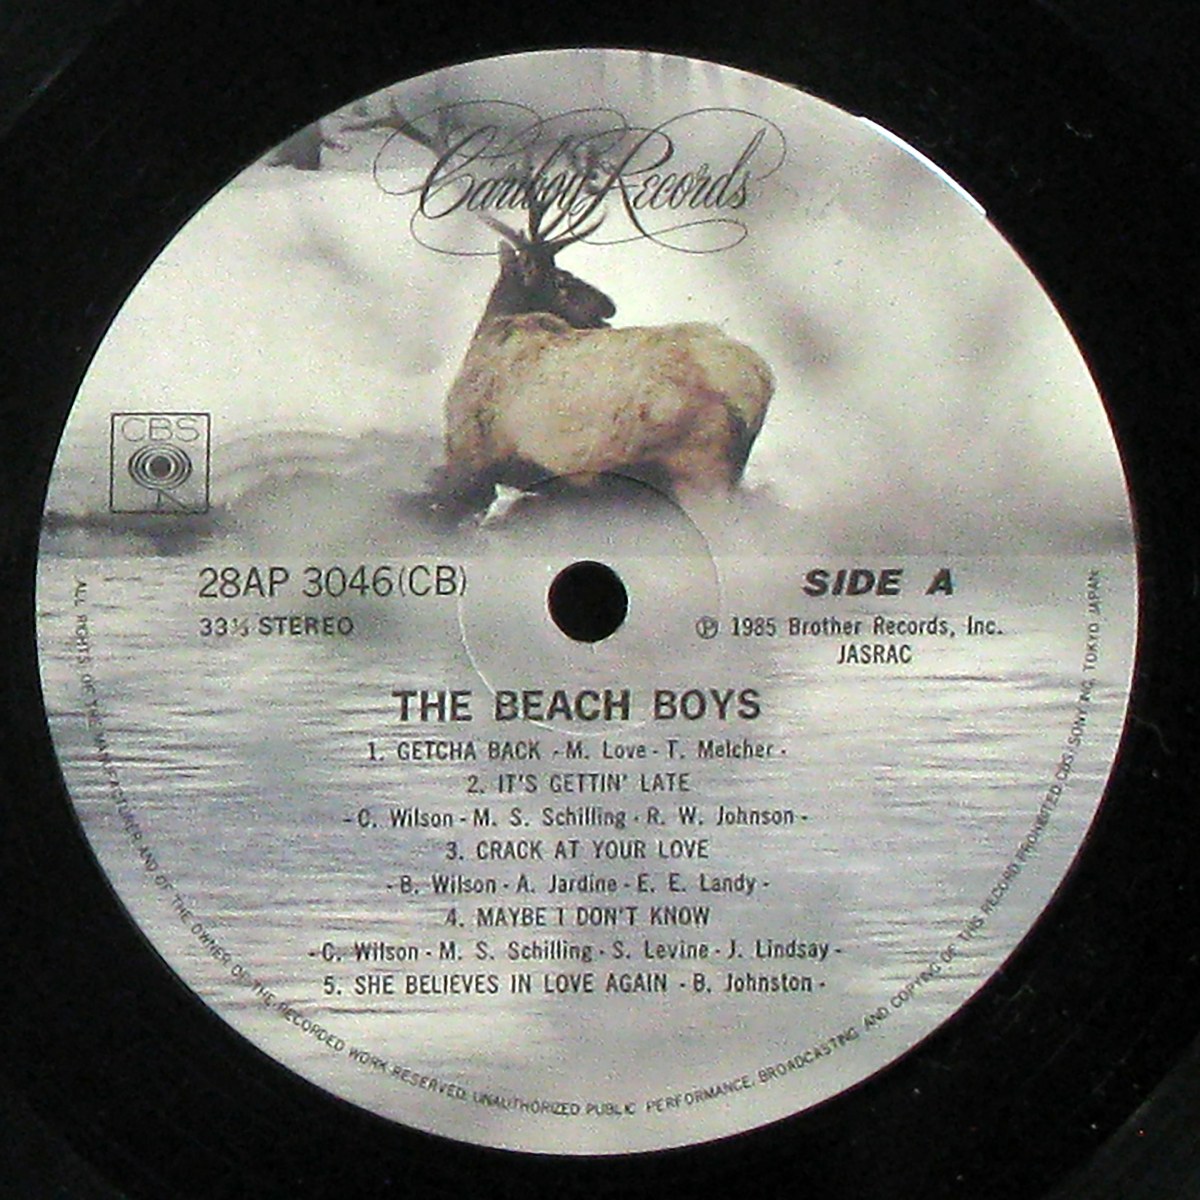 Caribou Records
CBS
28AP 3046(CB)
33⅓ STEREO
SIDE A
Ⓟ 1985 Brother Records, Inc.
JASRAC
THE BEACH BOYS
1. GETCHA BACK - M. Love - T. Melcher -
2. IT'S GETTIN' LATE
- C. Wilson - M. S. Schilling - R. W. Johnson -
3. CRACK AT YOUR LOVE
- B. Wilson - A. Jardine - E. E. Landy -
4. MAYBE I DON'T KNOW
- C. Wilson - M. S. Schilling - S. Levine - J. Lindsay -
5. SHE BELIEVES IN LOVE AGAIN - B. Johnston -
ALL RIGHTS OF THE MANUFACTURER AND OF THE OWNER OF THE RECORDED WORK RESERVED. UNAUTHORIZED PUBLIC PERFORMANCE, BROADCASTING AND COPYING OF THIS RECORD PROHIBITED CBS/SONY INC. TOKYO JAPAN